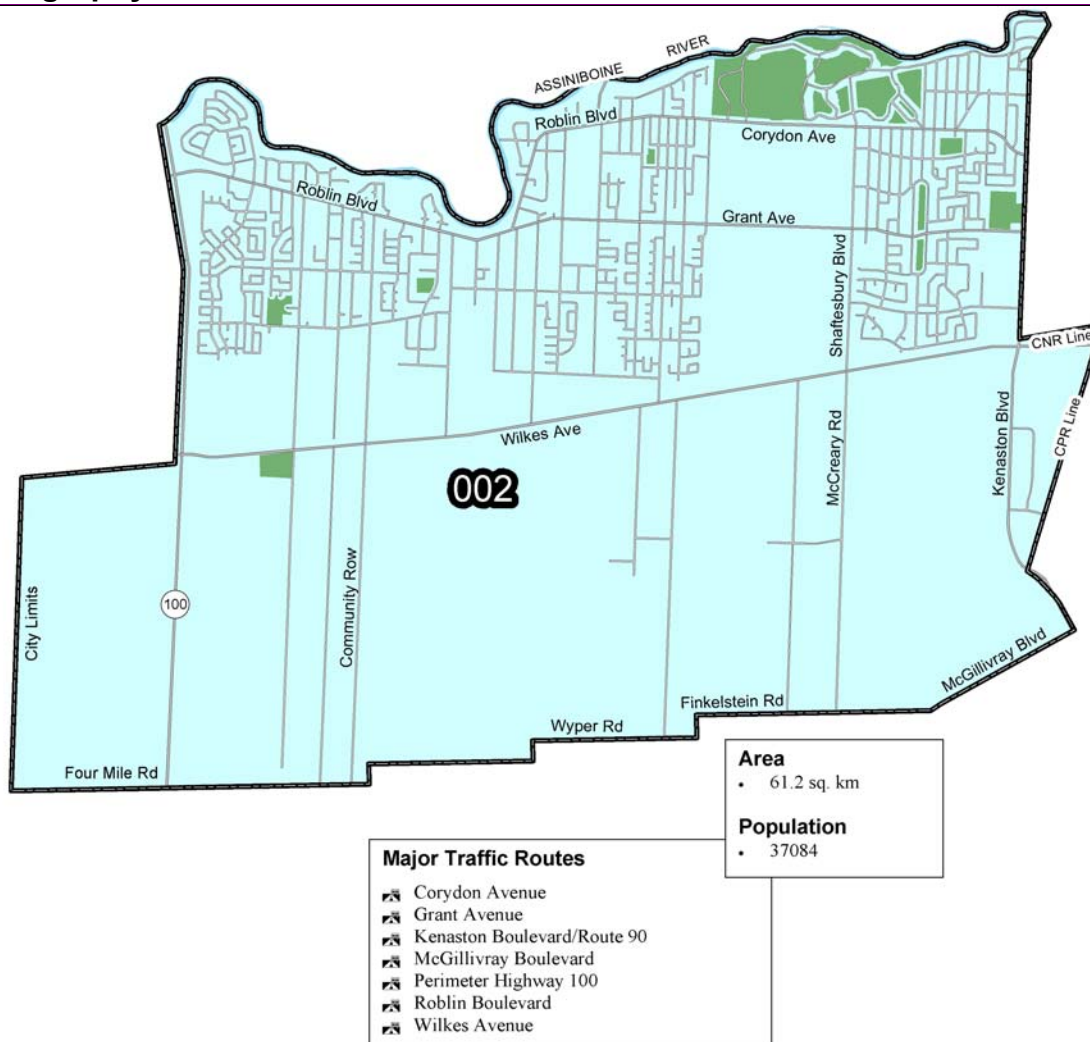 ASSINIBOINE RIVER
Roblin Blvd
Corydon Ave
Roblin Blvd
Grant Ave
Shaftesbury Blvd
CNR Line
CPR Line
Kenaston Blvd
Wilkes Ave
McCreary Rd
002
City Limits
100
Community Row
McGillivray Blvd
Finkelstein Rd
Wyper Rd
Four Mile Rd
Area
• 61.2 sq. km
Population
• 37084
Major Traffic Routes
Corydon Avenue
Grant Avenue
Kenaston Boulevard/Route 90
McGillivray Boulevard
Perimeter Highway 100
Roblin Boulevard
Wilkes Avenue